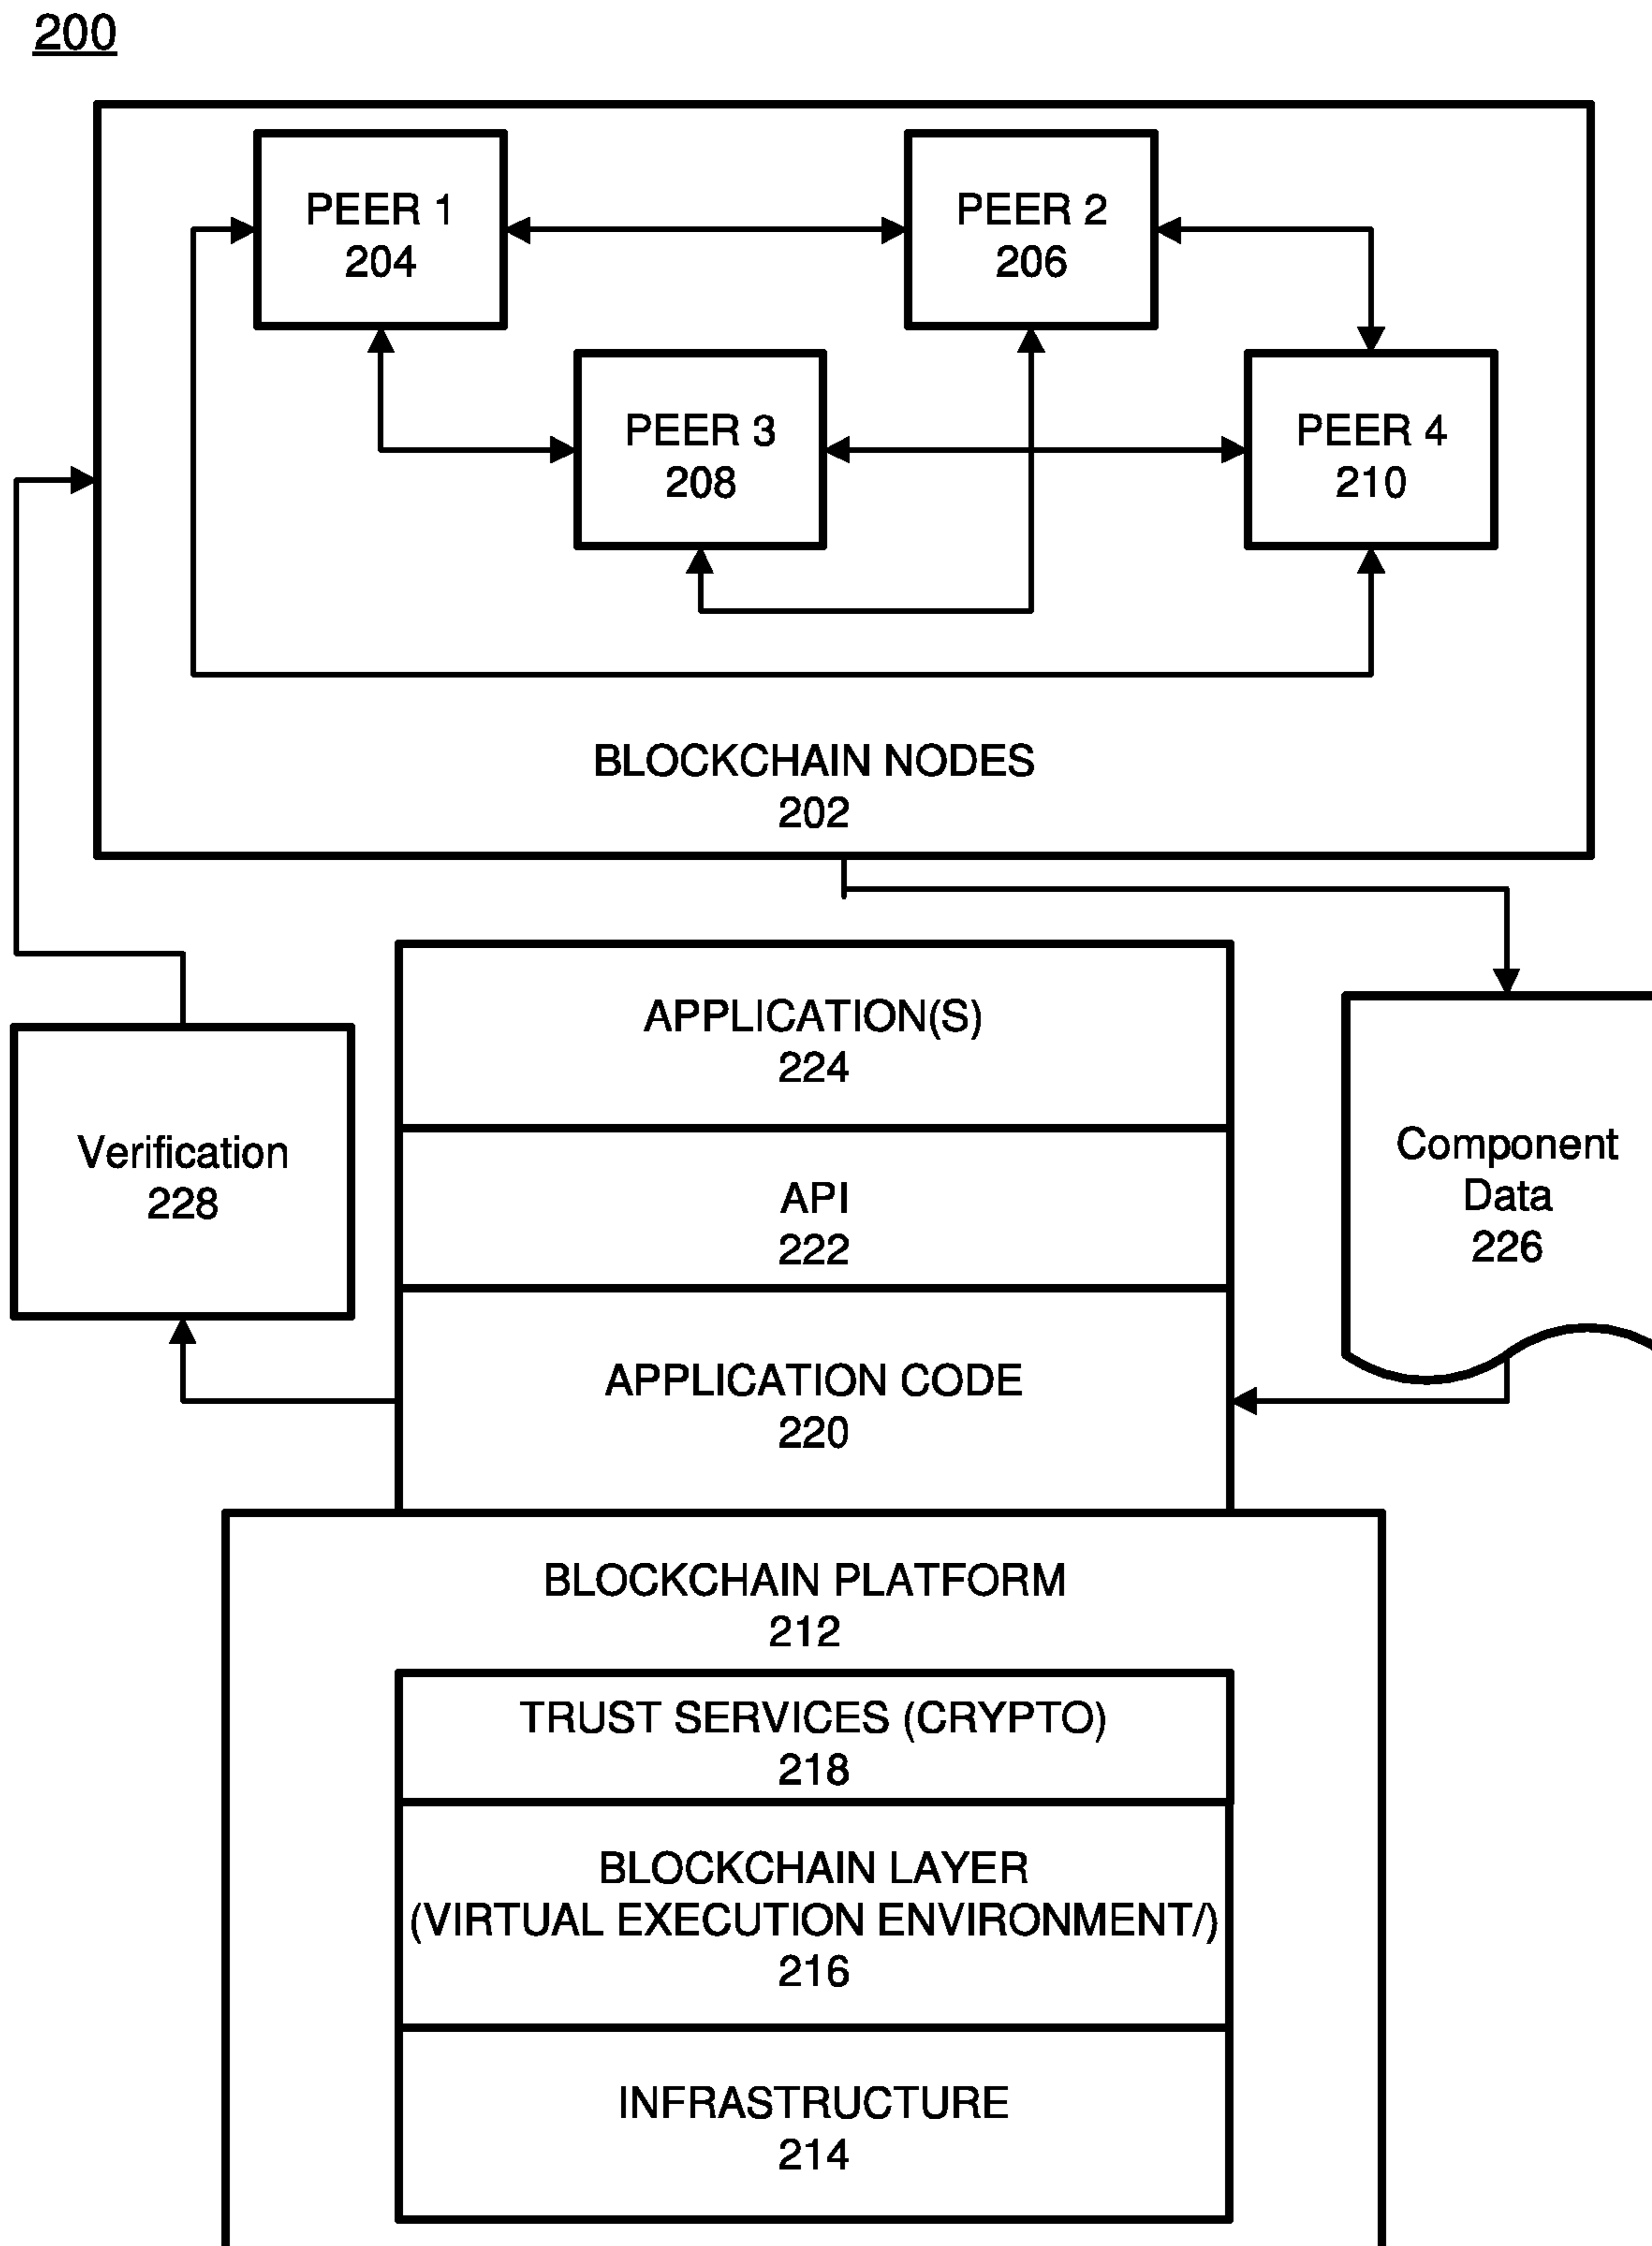 200
PEER 1
204
PEER 2
206
PEER 3
208
PEER 4
210
BLOCKCHAIN NODES
202
APPLICATION(S)
224
Verification
228
API
222
Component
Data
226
APPLICATION CODE
220
BLOCKCHAIN PLATFORM
212
TRUST SERVICES (CRYPTO)
218
BLOCKCHAIN LAYER
(VIRTUAL EXECUTION ENVIRONMENT/)
216
INFRASTRUCTURE
214